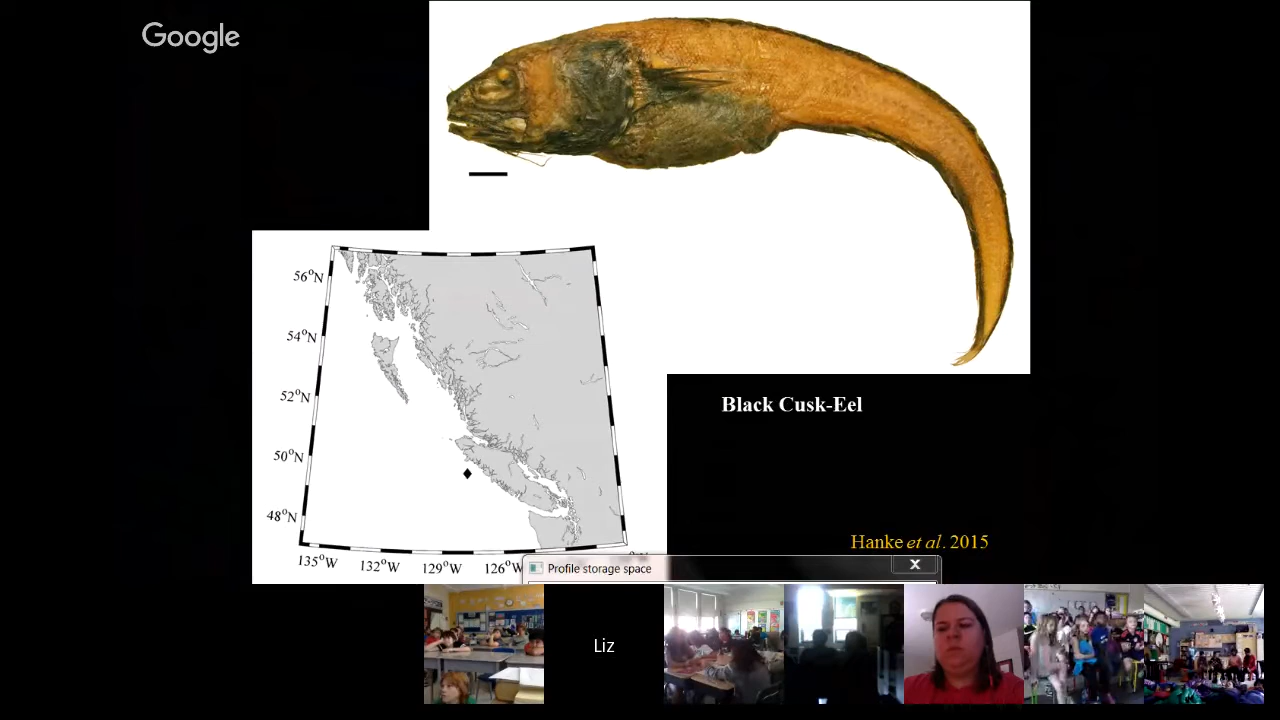 Google
56°N
54°N
52°N
50°N
48°N
135°W
132°W
129°W
126°W
Black Cusk-Eel
Hanke et al. 2015
Profile storage space
Liz